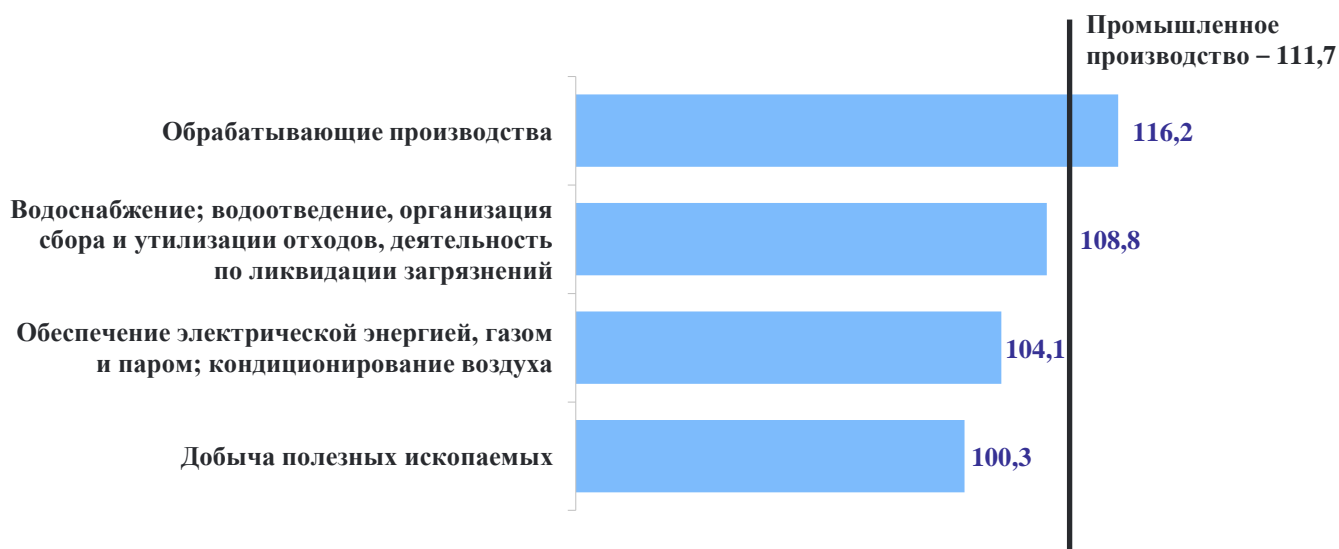 Промышленное
производство – 111,7
Обрабатывающие производства
116,2
Водоснабжение; водоотведение, организация
сбора и утилизации отходов, деятельность
по ликвидации загрязнений
108,8
Обеспечение электрической энергией, газом
и паром; кондиционирование воздуха
104,1
Добыча полезных ископаемых
100,3